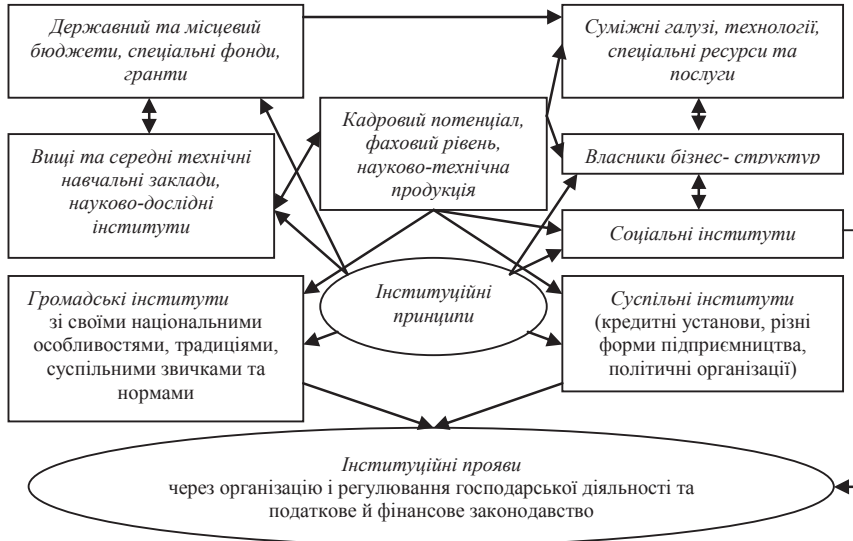 Державний та місцевий
бюджети, спеціальні фонди,
гранти
Суміжні галузі, технології,
спеціальні ресурси та
послуги
Кадровий потенціал,
фаховий рівень,
науково-технічна
продукція
Вищі та середні технічні
навчальні заклади,
науково-дослідні
інститути
Власники бізнес- структур
Соціальні інститути
Громадські інститути
зі своїми національними
особливостями, традиціями,
суспільними звичками та
нормами
Інституційні
принципи
Суспільні інститути
(кредитні установи, різні
форми підприємництва,
політичні організації)
Інституційні прояви
через організацію і регулювання господарської діяльності та
податкове й фінансове законодавство